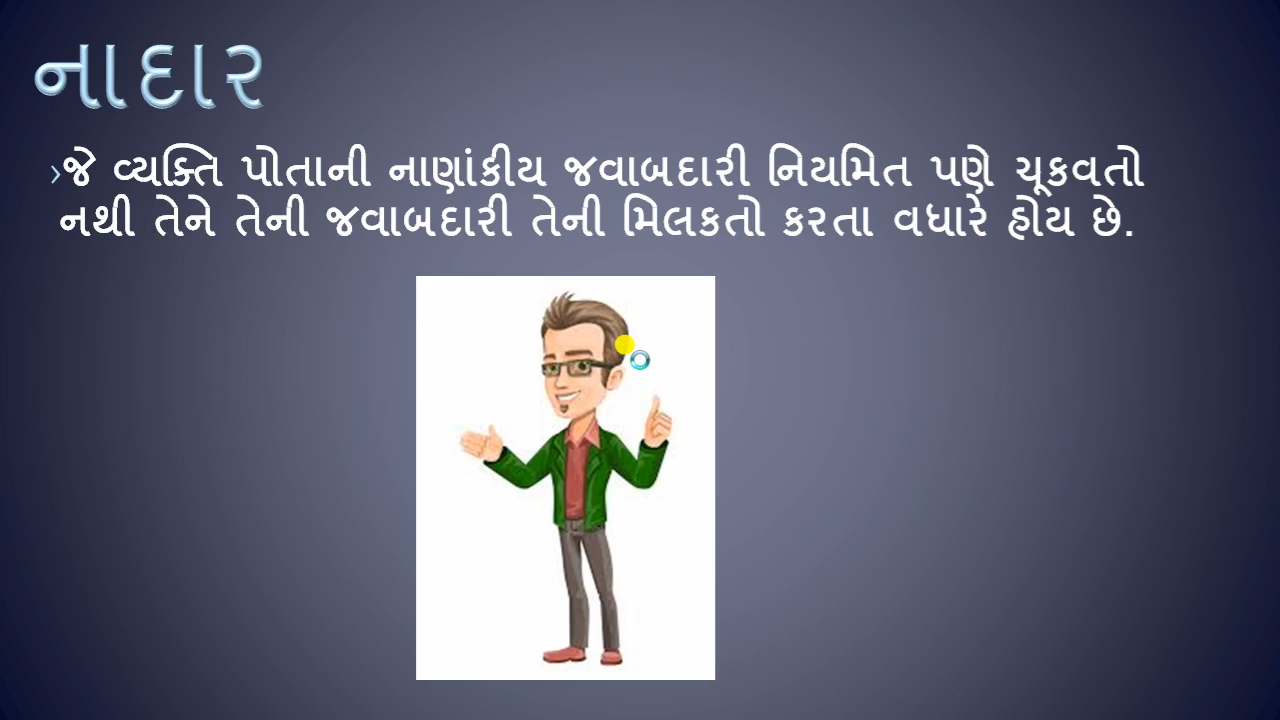 નાદાર
›જે વ્યક્તિ પોતાની નાણાંકીય જવાબદારી નિયમિત પણે ચૂકવતો
નથી તેને તેની જવાબદારી તેની મિલકતો કરતા વધારે હોય છે.